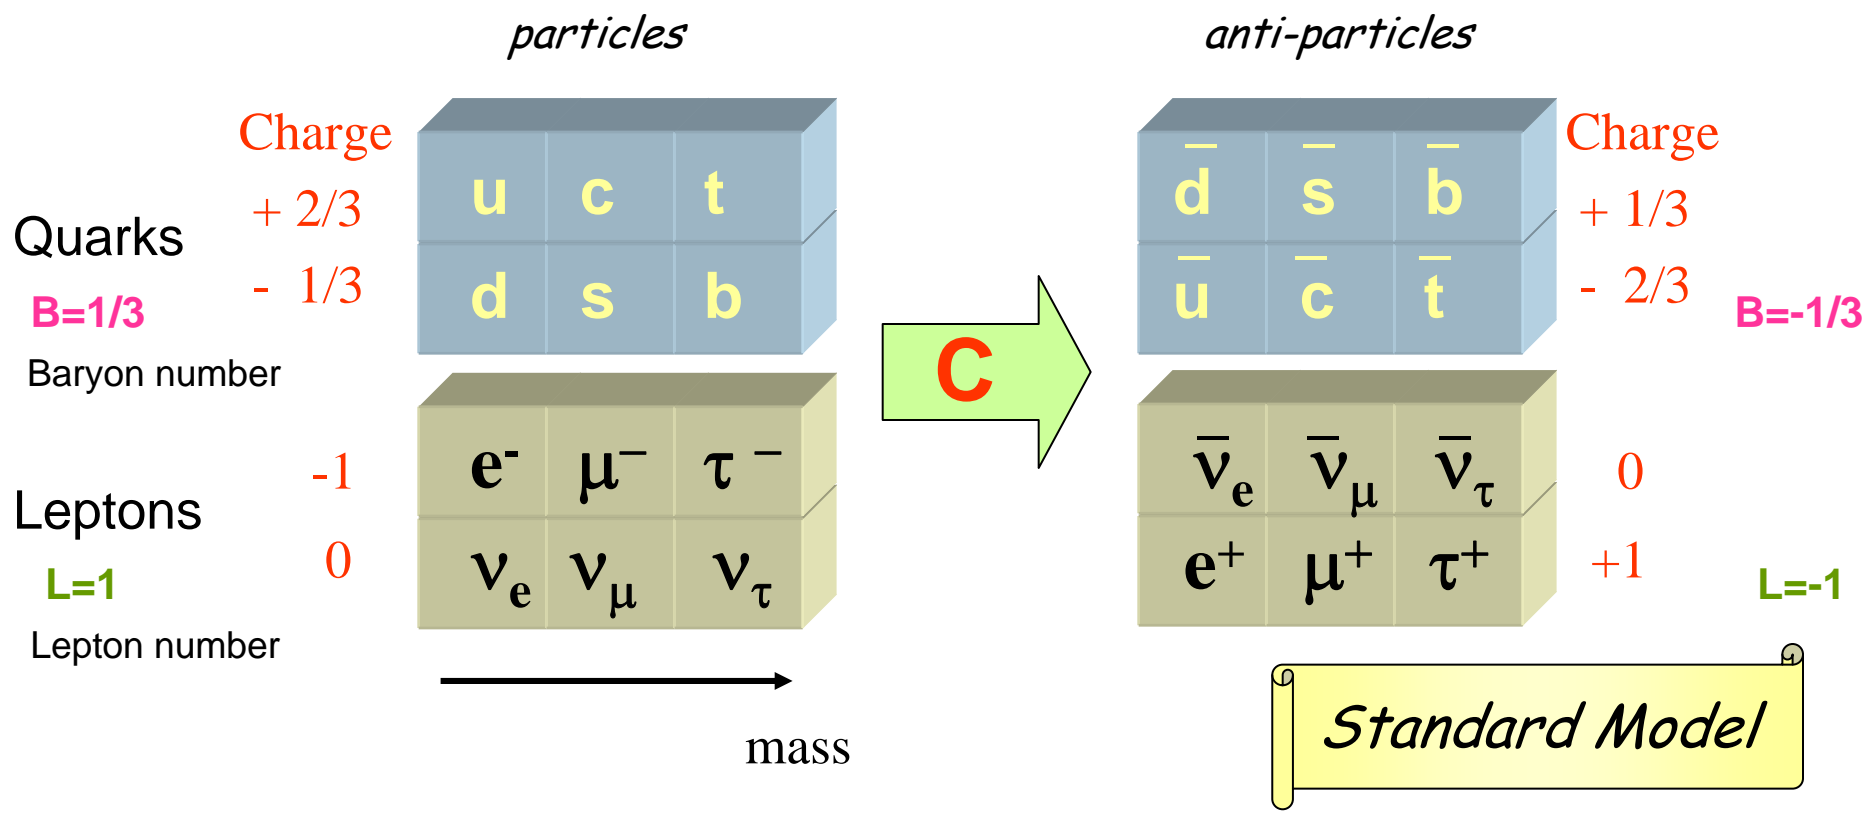 particles
anti-particles
Charge
Charge
+ 2/3
u c t
d̅ s̅ b̅
+ 1/3
Quarks
- 1/3
d s b
u̅ c̅ t̅
- 2/3
B=1/3
B=-1/3
Baryon number
C
-1
e⁻ μ⁻ τ⁻
ν̅e ν̅μ ν̅τ
0
Leptons
0
νe νμ ντ
e⁺ μ⁺ τ⁺
+1
L=1
L=-1
Lepton number
mass
Standard Model